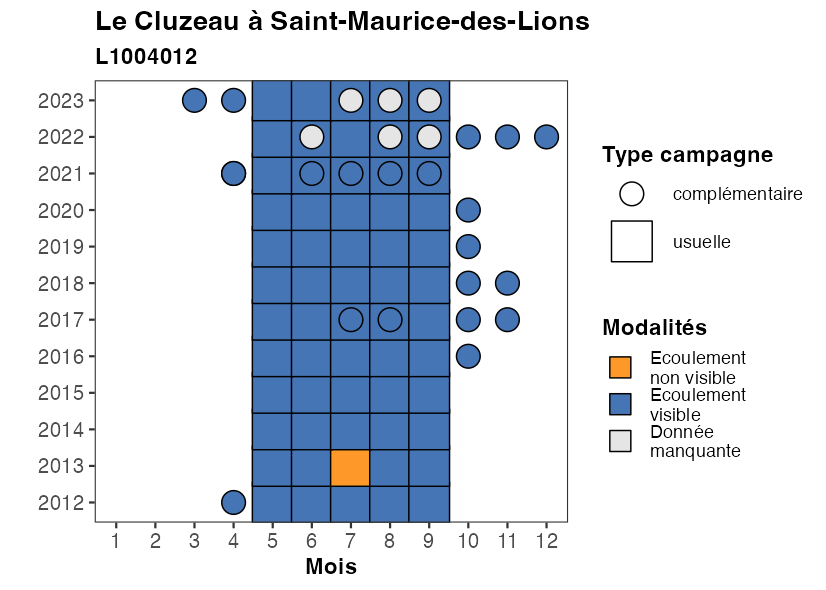 Le Cluzeau à Saint-Maurice-des-Lions
L1004012
2023
2022
2021
2020
2019
2018
2017
2016
2015
2014
2013
2012
1 2 3 4 5 6 7 8 9 10 11 12
Mois
Type campagne
complémentaire
usuelle
Modalités
Ecoulement
non visible
Ecoulement
visible
Donnée
manquante